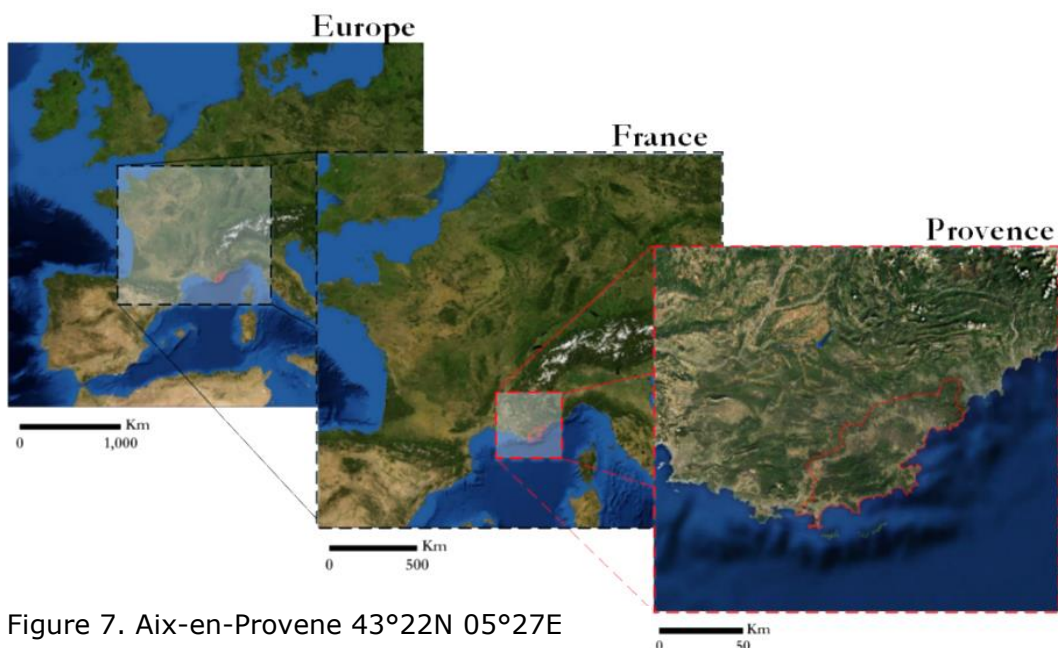 Europe
France
Provence
Km
0 1,000
Km
0 500
Km
0 50
Figure 7. Aix-en-Provene 43°22N 05°27E